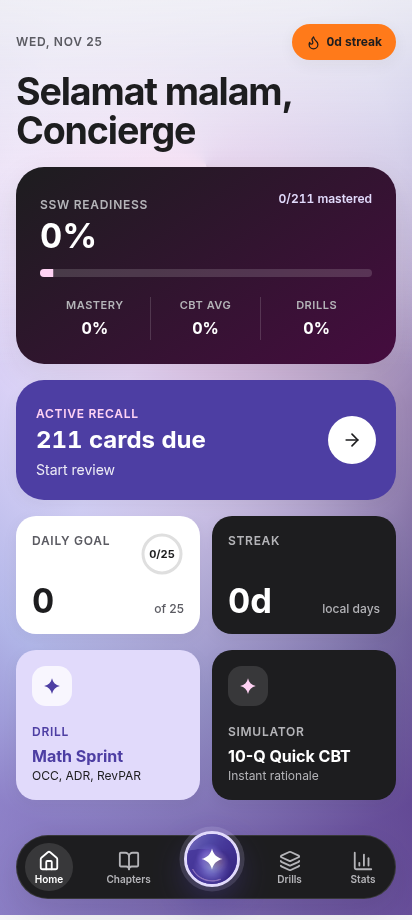 WED, NOV 25
0d streak
Selamat malam,
Concierge
SSW READINESS
0/211 mastered
0%
MASTERY
CBT AVG
DRILLS
0%
0%
0%
ACTIVE RECALL
211 cards due
Start review
DAILY GOAL
0/25
0
of 25
STREAK
0d
local days
DRILL
Math Sprint
OCC, ADR, RevPAR
SIMULATOR
10-Q Quick CBT
Instant rationale
Home
Chapters
Drills
Stats